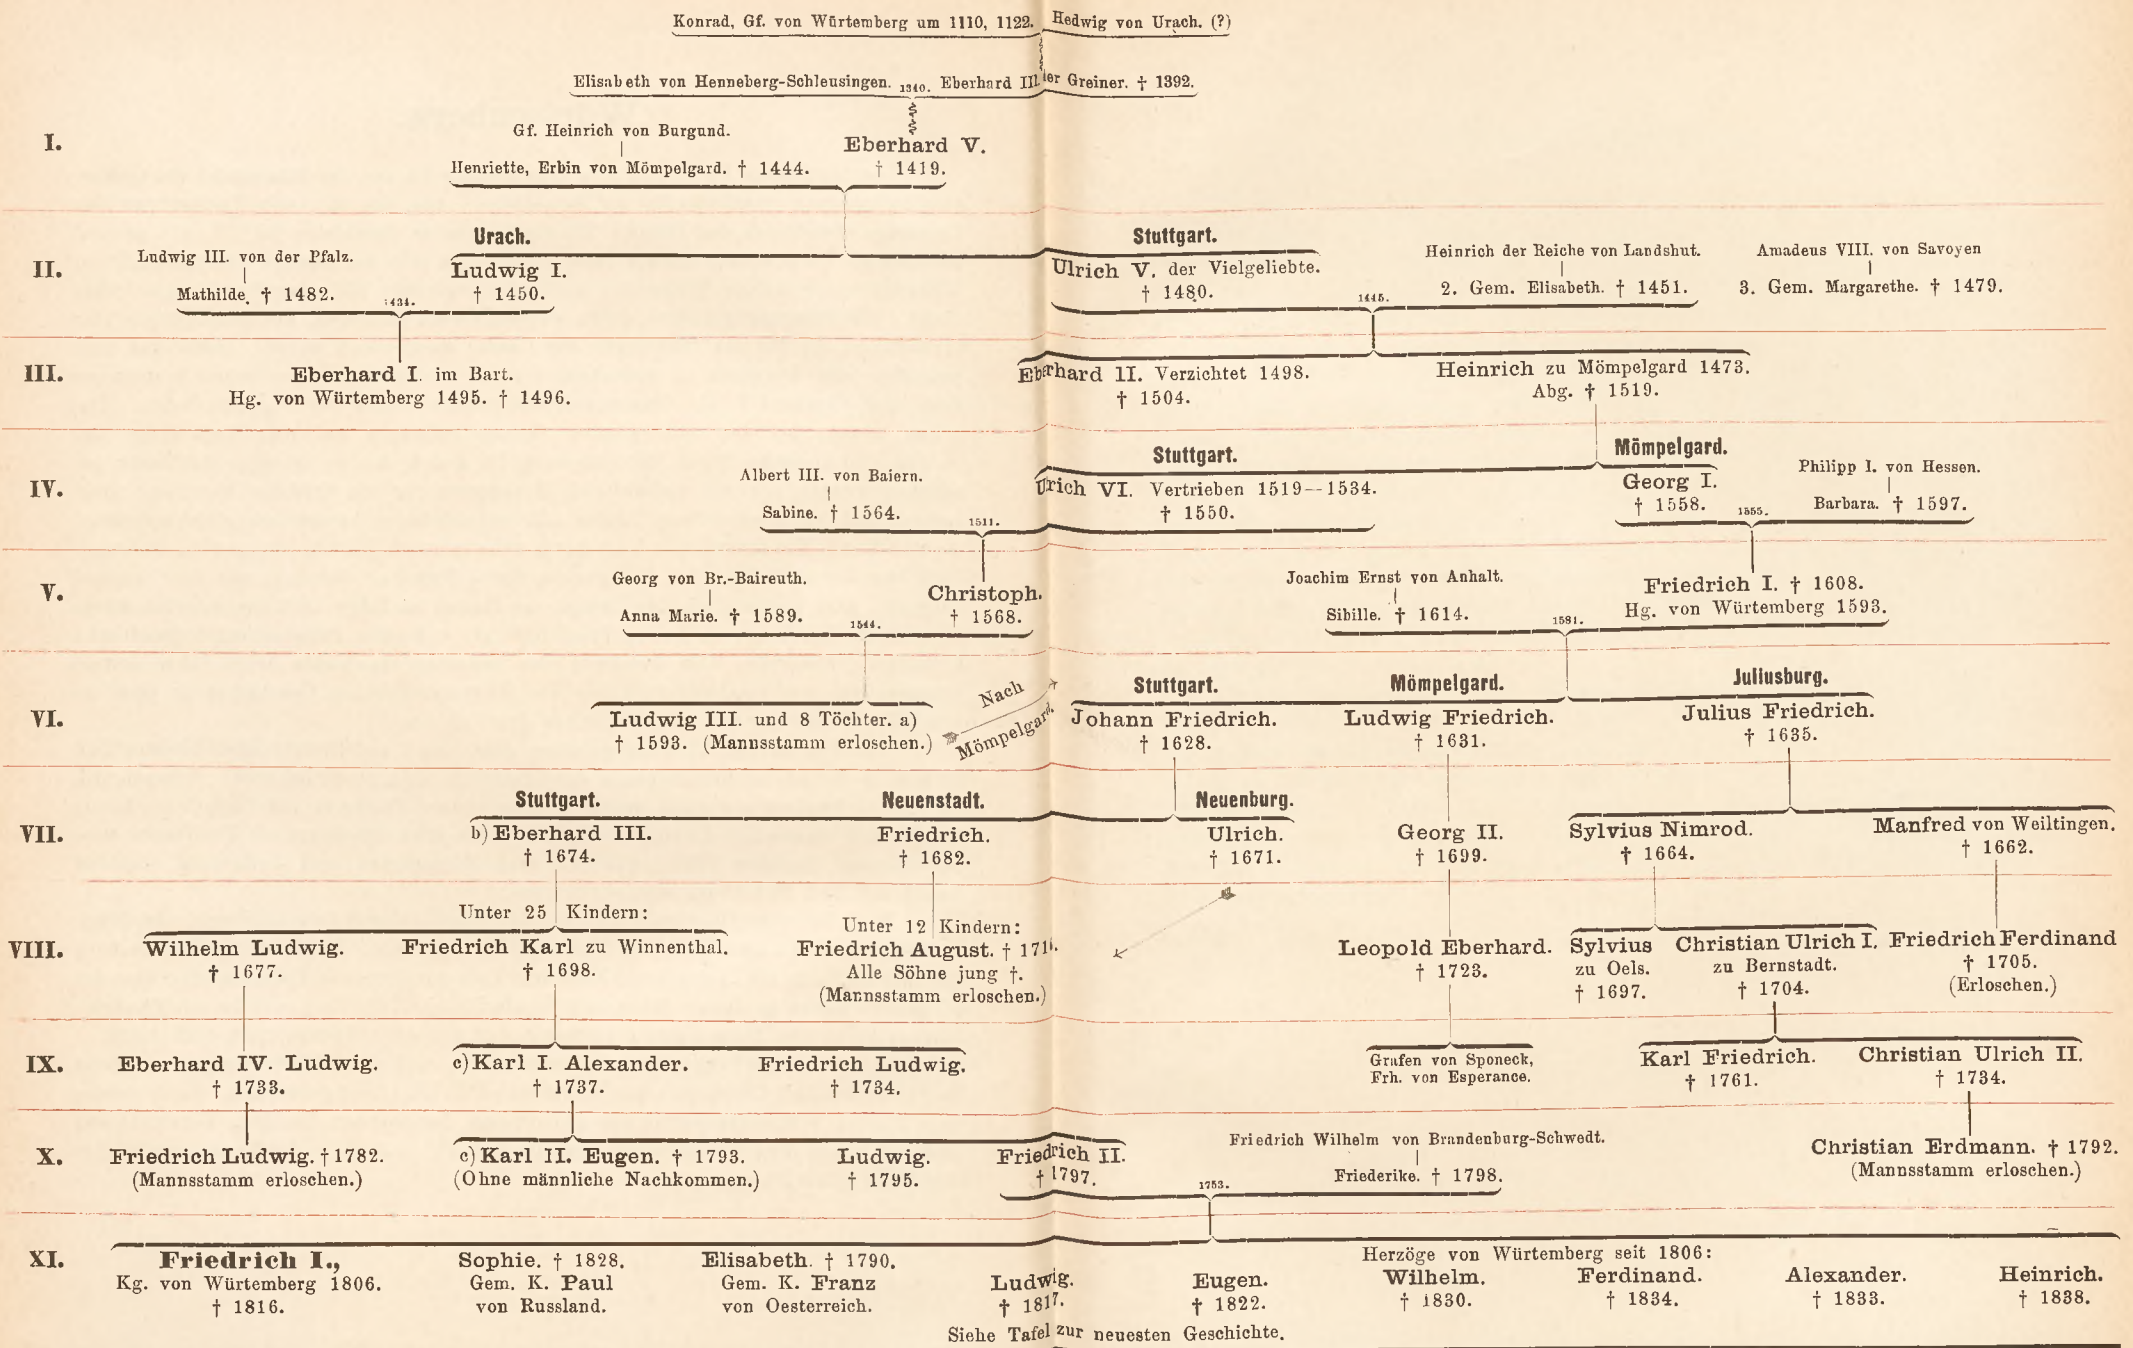 Konrad, Gf. von Würtemberg um 1110, 1122. Hedwig von Urach. (?)
Elisabeth von Henneberg-Schleusingen. 1340. Eberhard III. der Greiner. † 1392.
I.
Gf. Heinrich von Burgund.
Henriette, Erbin von Mömpelgard. † 1444.
Eberhard V.
† 1419.
II.
Ludwig III. von der Pfalz.
Mathilde. † 1482.
1434.
Urach.
Ludwig I.
† 1450.
Stuttgart.
Ulrich V. der Vielgeliebte.
† 1480.
1445.
Heinrich der Reiche von Landshut.
2. Gem. Elisabeth. † 1451.
Amadeus VIII. von Savoyen
3. Gem. Margarethe. † 1479.
III.
Eberhard I. im Bart.
Hg. von Würtemberg 1495. † 1496.
Eberhard II. Verzichtet 1498.
† 1504.
Heinrich zu Mömpelgard 1473.
Abg. † 1519.
IV.
Albert III. von Baiern.
Sabine. † 1564.
1511.
Stuttgart.
Ulrich VI. Vertrieben 1519—1534.
† 1550.
Mömpelgard.
Georg I.
† 1558.
1555.
Philipp I. von Hessen.
Barbara. † 1597.
V.
Georg von Br.-Baireuth.
Anna Marie. † 1589.
1544.
Christoph.
† 1568.
Joachim Ernst von Anhalt.
Sibille. † 1614.
1581.
Friedrich I. † 1608.
Hg. von Würtemberg 1593.
VI.
Ludwig III. und 8 Töchter. a)
† 1593. (Mannsstamm erloschen.)
Nach
Mömpelgard.
Stuttgart.
Johann Friedrich.
† 1628.
Mömpelgard.
Ludwig Friedrich.
† 1631.
Juliusburg.
Julius Friedrich.
† 1635.
VII.
Stuttgart.
b) Eberhard III.
† 1674.
Neuenstadt.
Friedrich.
† 1682.
Neuenburg.
Ulrich.
† 1671.
Georg II.
† 1699.
Sylvius Nimrod.
† 1664.
Manfred von Weiltingen.
† 1662.
VIII.
Unter 25 Kindern:
Wilhelm Ludwig.
† 1677.
Friedrich Karl zu Winnenthal.
† 1698.
Unter 12 Kindern:
Friedrich August. †
Alle Söhne jung †.
(Mannsstamm erloschen.)
Leopold Eberhard.
† 1723.
Sylvius
zu Oels.
† 1697.
Christian Ulrich I.
zu Bernstadt.
† 1704.
Friedrich Ferdinand
† 1705.
(Erloschen.)
IX.
Eberhard IV. Ludwig.
† 1733.
c) Karl I. Alexander.
† 1737.
Friedrich Ludwig.
† 1734.
Grafen von Sponeck,
Frh. von Esperance.
Karl Friedrich.
† 1761.
Christian Ulrich II.
† 1734.
X.
Friedrich Ludwig. † 1782.
(Mannsstamm erloschen.)
c) Karl II. Eugen. † 1793.
(Ohne männliche Nachkommen.)
Ludwig.
† 1795.
Friedrich II.
† 1797.
1753.
Friedrich Wilhelm von Brandenburg-Schwedt.
Friederike. † 1798.
Christian Erdmann. † 1792.
(Mannsstamm erloschen.)
XI.
Friedrich I.,
Kg. von Würtemberg 1806.
† 1816.
Sophie. † 1828.
Gem. K. Paul
von Russland.
Elisabeth. † 1790.
Gem. K. Franz
von Oesterreich.
Ludwig.
† 1817.
Eugen.
† 1822.
Herzöge von Würtemberg seit 1806:
Wilhelm.
† 1830.
Ferdinand.
† 1834.
Alexander.
† 1833.
Heinrich.
† 1838.
Siehe Tafel zur neuesten Geschichte.